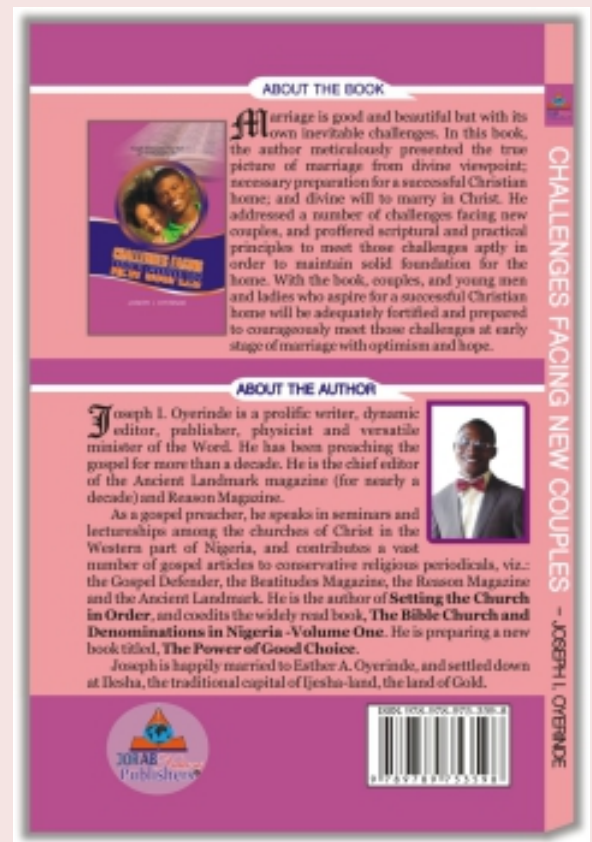 ABOUT THE BOOK
Marriage is good and beautiful but with its
own inevitable challenges. In this book,
the author meticulously presented the true
picture of marriage from divine viewpoint;
necessary preparation for a successful Christian
home; and divine will to marry in Christ. He
addressed a number of challenges facing new
couples, and proffered scriptural and practical
principles to meet those challenges aptly in
order to maintain solid foundation for the
home. With the book, couples, and young men
and ladies who aspire for a successful Christian
home will be adequately fortified and prepared
to courageously meet those challenges at early
stage of marriage with optimism and hope.
CHALLENGES FACING
NEW COUPLES
JOSEPH I. OYERINDE
ABOUT THE AUTHOR
Joseph I. Oyerinde is a prolific writer, dynamic
editor, publisher, physicist and versatile
minister of the Word. He has been preaching the
gospel for more than a decade. He is the chief editor
of the Ancient Landmark magazine (for nearly a
decade) and Reason Magazine.
As a gospel preacher, he speaks in seminars and
lectureships among the churches of Christ in the
Western part of Nigeria, and contributes a vast
number of gospel articles to conservative religious periodicals, viz.:
the Gospel Defender, the Beatitudes Magazine, the Reason Magazine
and the Ancient Landmark. He is the author of Setting the Church
in Order, and coedits the widely read book, The Bible Church and
Denominations in Nigeria -Volume One. He is preparing a new
book titled, The Power of Good Choice.
Joseph is happily married to Esther A. Oyerinde, and settled down
at Ilesha, the traditional capital of Ijesha-land, the land of Gold.
JORAB
Publishers
CHALLENGES FACING NEW COUPLES - JOSEPH I. OYERINDE